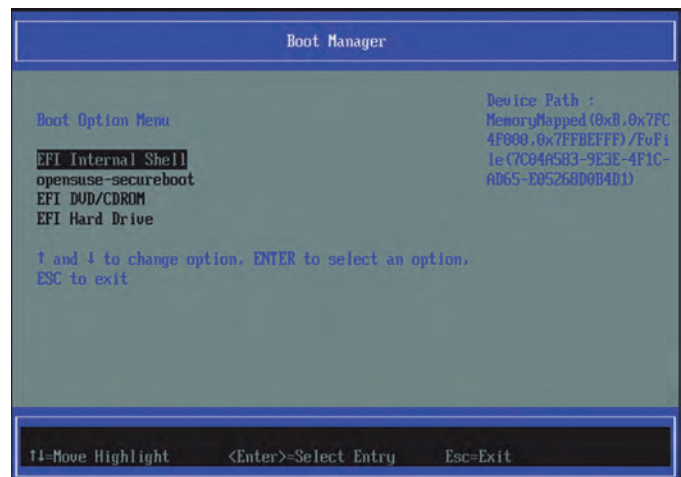 Boot Manager
Device Path :
MemoryMapped(0xB,0x7FC
4F000,0x7FFBEFFF)/FvFi
le(7C04A583-9E3E-4F1C-
AD65-E05268D0B4D1)
Boot Option Menu
EFI Internal Shell
opensuse-secureboot
EFI DVD/CDROM
EFI Hard Drive
↑ and ↓ to change option, ENTER to select an option,
ESC to exit
↑↓=Move Highlight <Enter>=Select Entry Esc=Exit